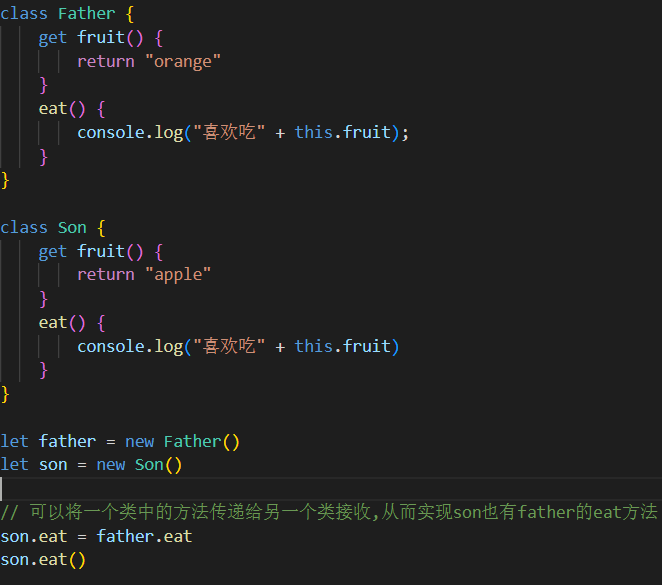 class Father {
get fruit() {
return "orange"
}
eat() {
console.log("喜欢吃" + this.fruit);
}
}
class Son {
get fruit() {
return "apple"
}
eat() {
console.log("喜欢吃" + this.fruit)
}
}
let father = new Father()
let son = new Son()
// 可以将一个类中的方法传递给另一个类接收,从而实现son也有father的eat方法
son.eat = father.eat
son.eat()